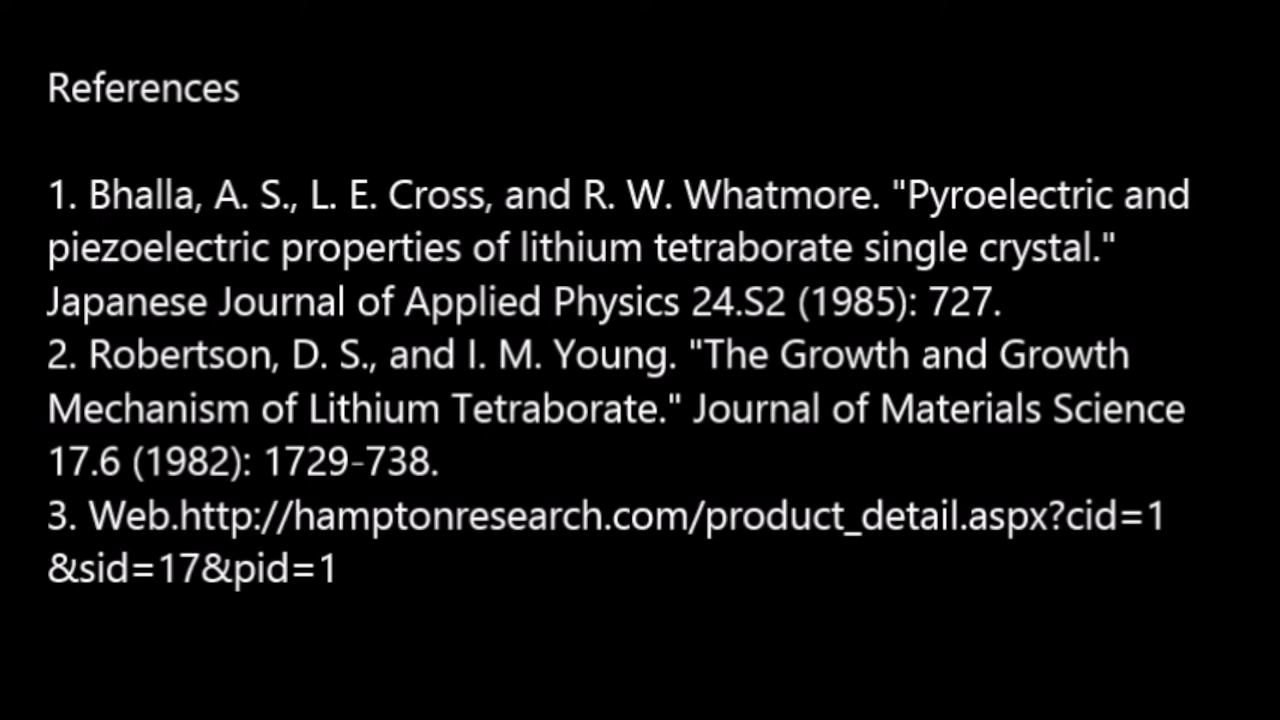 References
1. Bhalla, A. S., L. E. Cross, and R. W. Whatmore. "Pyroelectric and
piezoelectric properties of lithium tetraborate single crystal."
Japanese Journal of Applied Physics 24.S2 (1985): 727.
2. Robertson, D. S., and I. M. Young. "The Growth and Growth
Mechanism of Lithium Tetraborate." Journal of Materials Science
17.6 (1982): 1729-738.
3. Web.http://hamptonresearch.com/product_detail.aspx?cid=1
&sid=17&pid=1